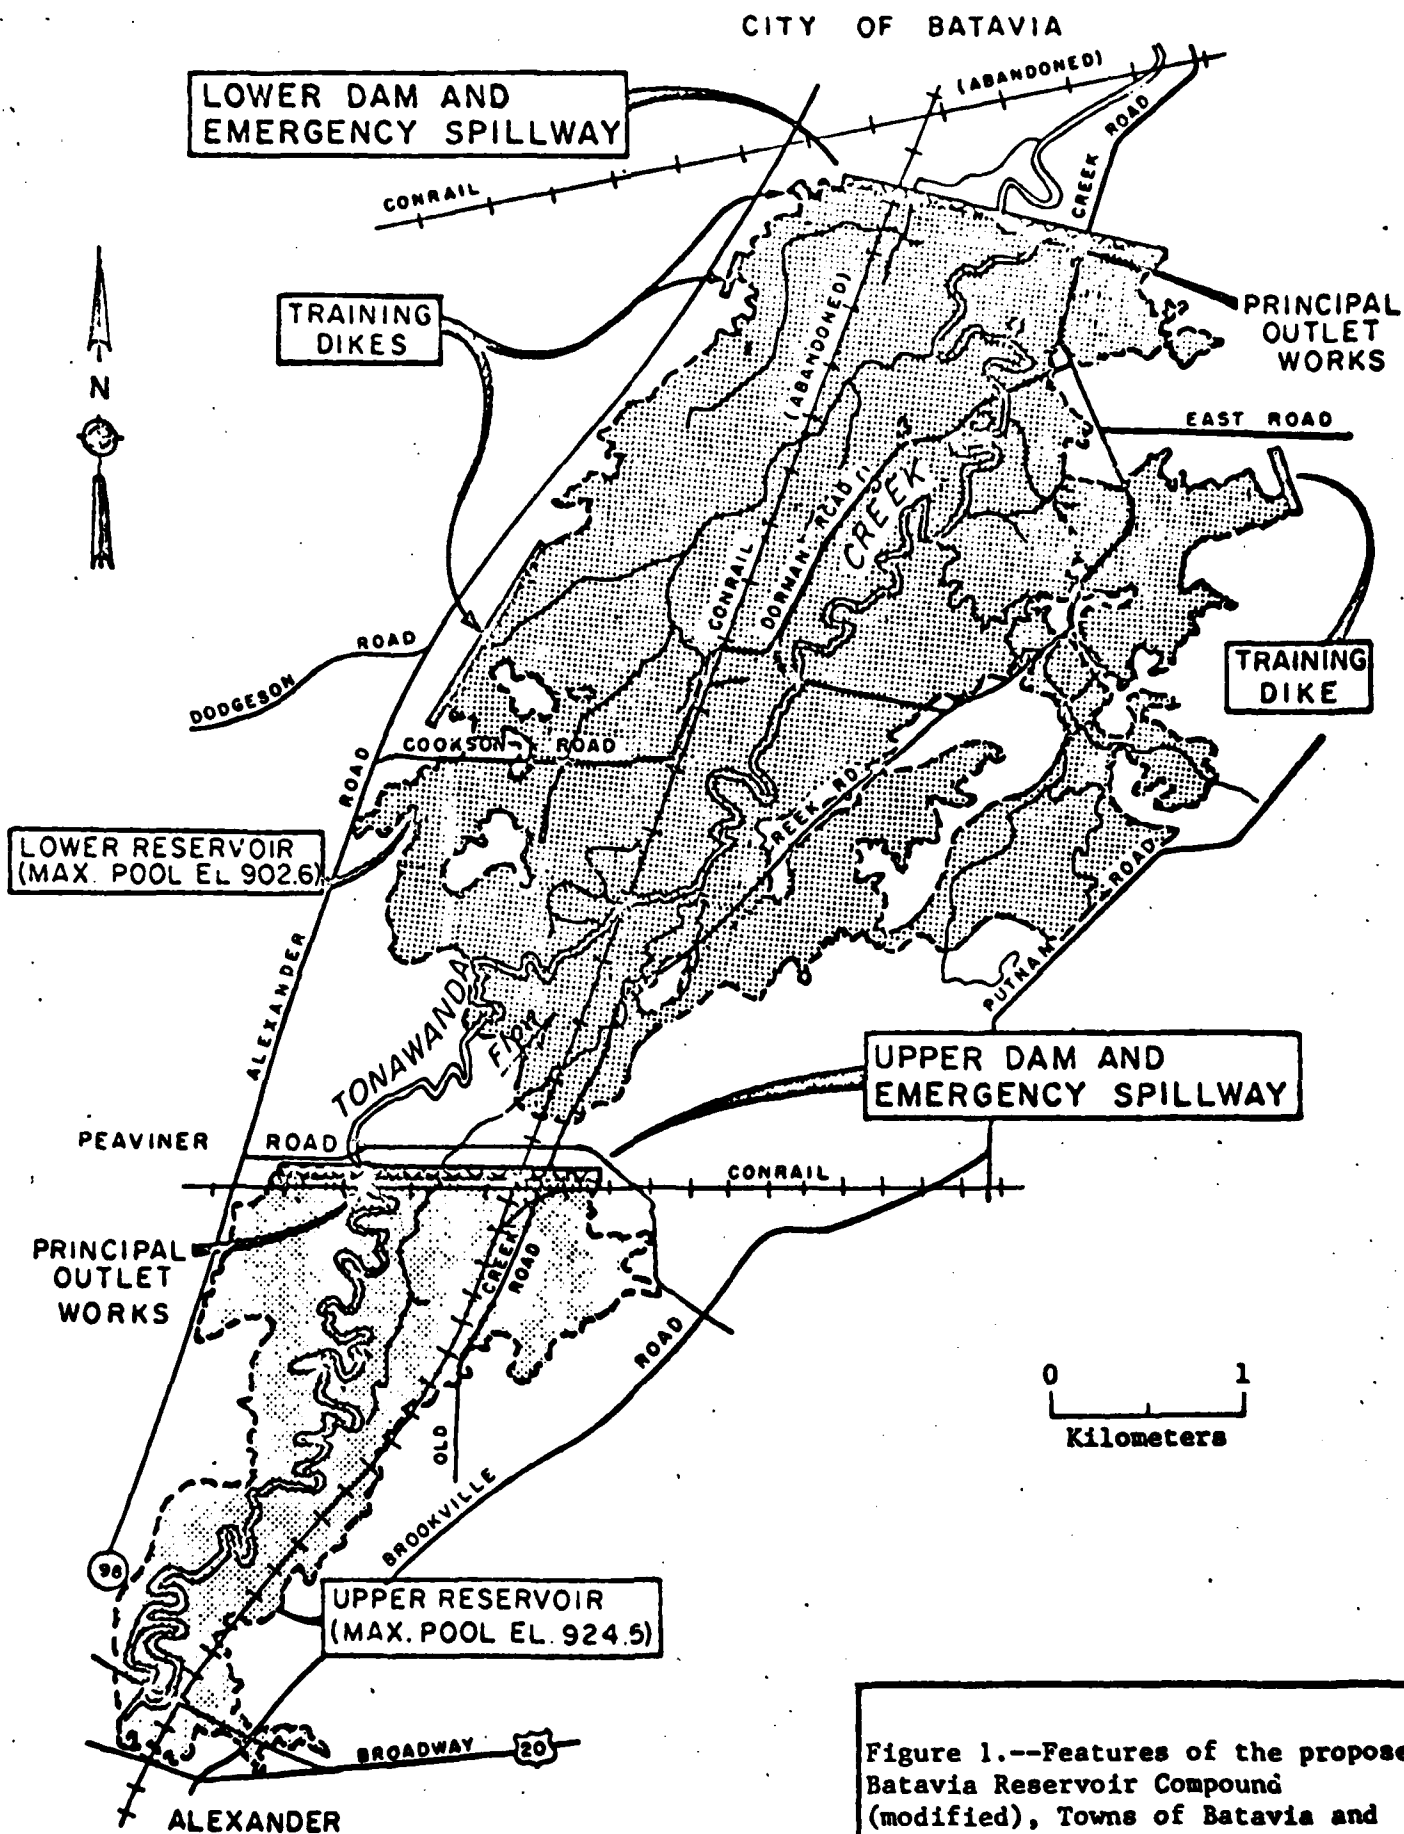 CITY OF BATAVIA
(ABANDONED)
LOWER DAM AND
EMERGENCY SPILLWAY
CREEK ROAD
CONRAIL
TRAINING
DIKES
(ABANDONED)
PRINCIPAL
OUTLET
WORKS
N
EAST ROAD
CREEK
DORMAN ROAD
CONRAIL
DODGESON ROAD
TRAINING
DIKE
COOKSON ROAD
ROAD
CREEK RD.
LOWER RESERVOIR
(MAX. POOL EL 902.6)
PUTNAM ROAD
ALEXANDER
TONAWANDA
UPPER DAM AND
EMERGENCY SPILLWAY
PEAVINER ROAD
CONRAIL
PRINCIPAL
OUTLET
WORKS
CREEK
ROAD
ROAD
0 1
Kilometers
OLD
BROOKVILLE
98
UPPER RESERVOIR
(MAX. POOL EL. 924.5)
BROADWAY 20
ALEXANDER
Figure 1.--Features of the propose
Batavia Reservoir Compound
(modified), Towns of Batavia and